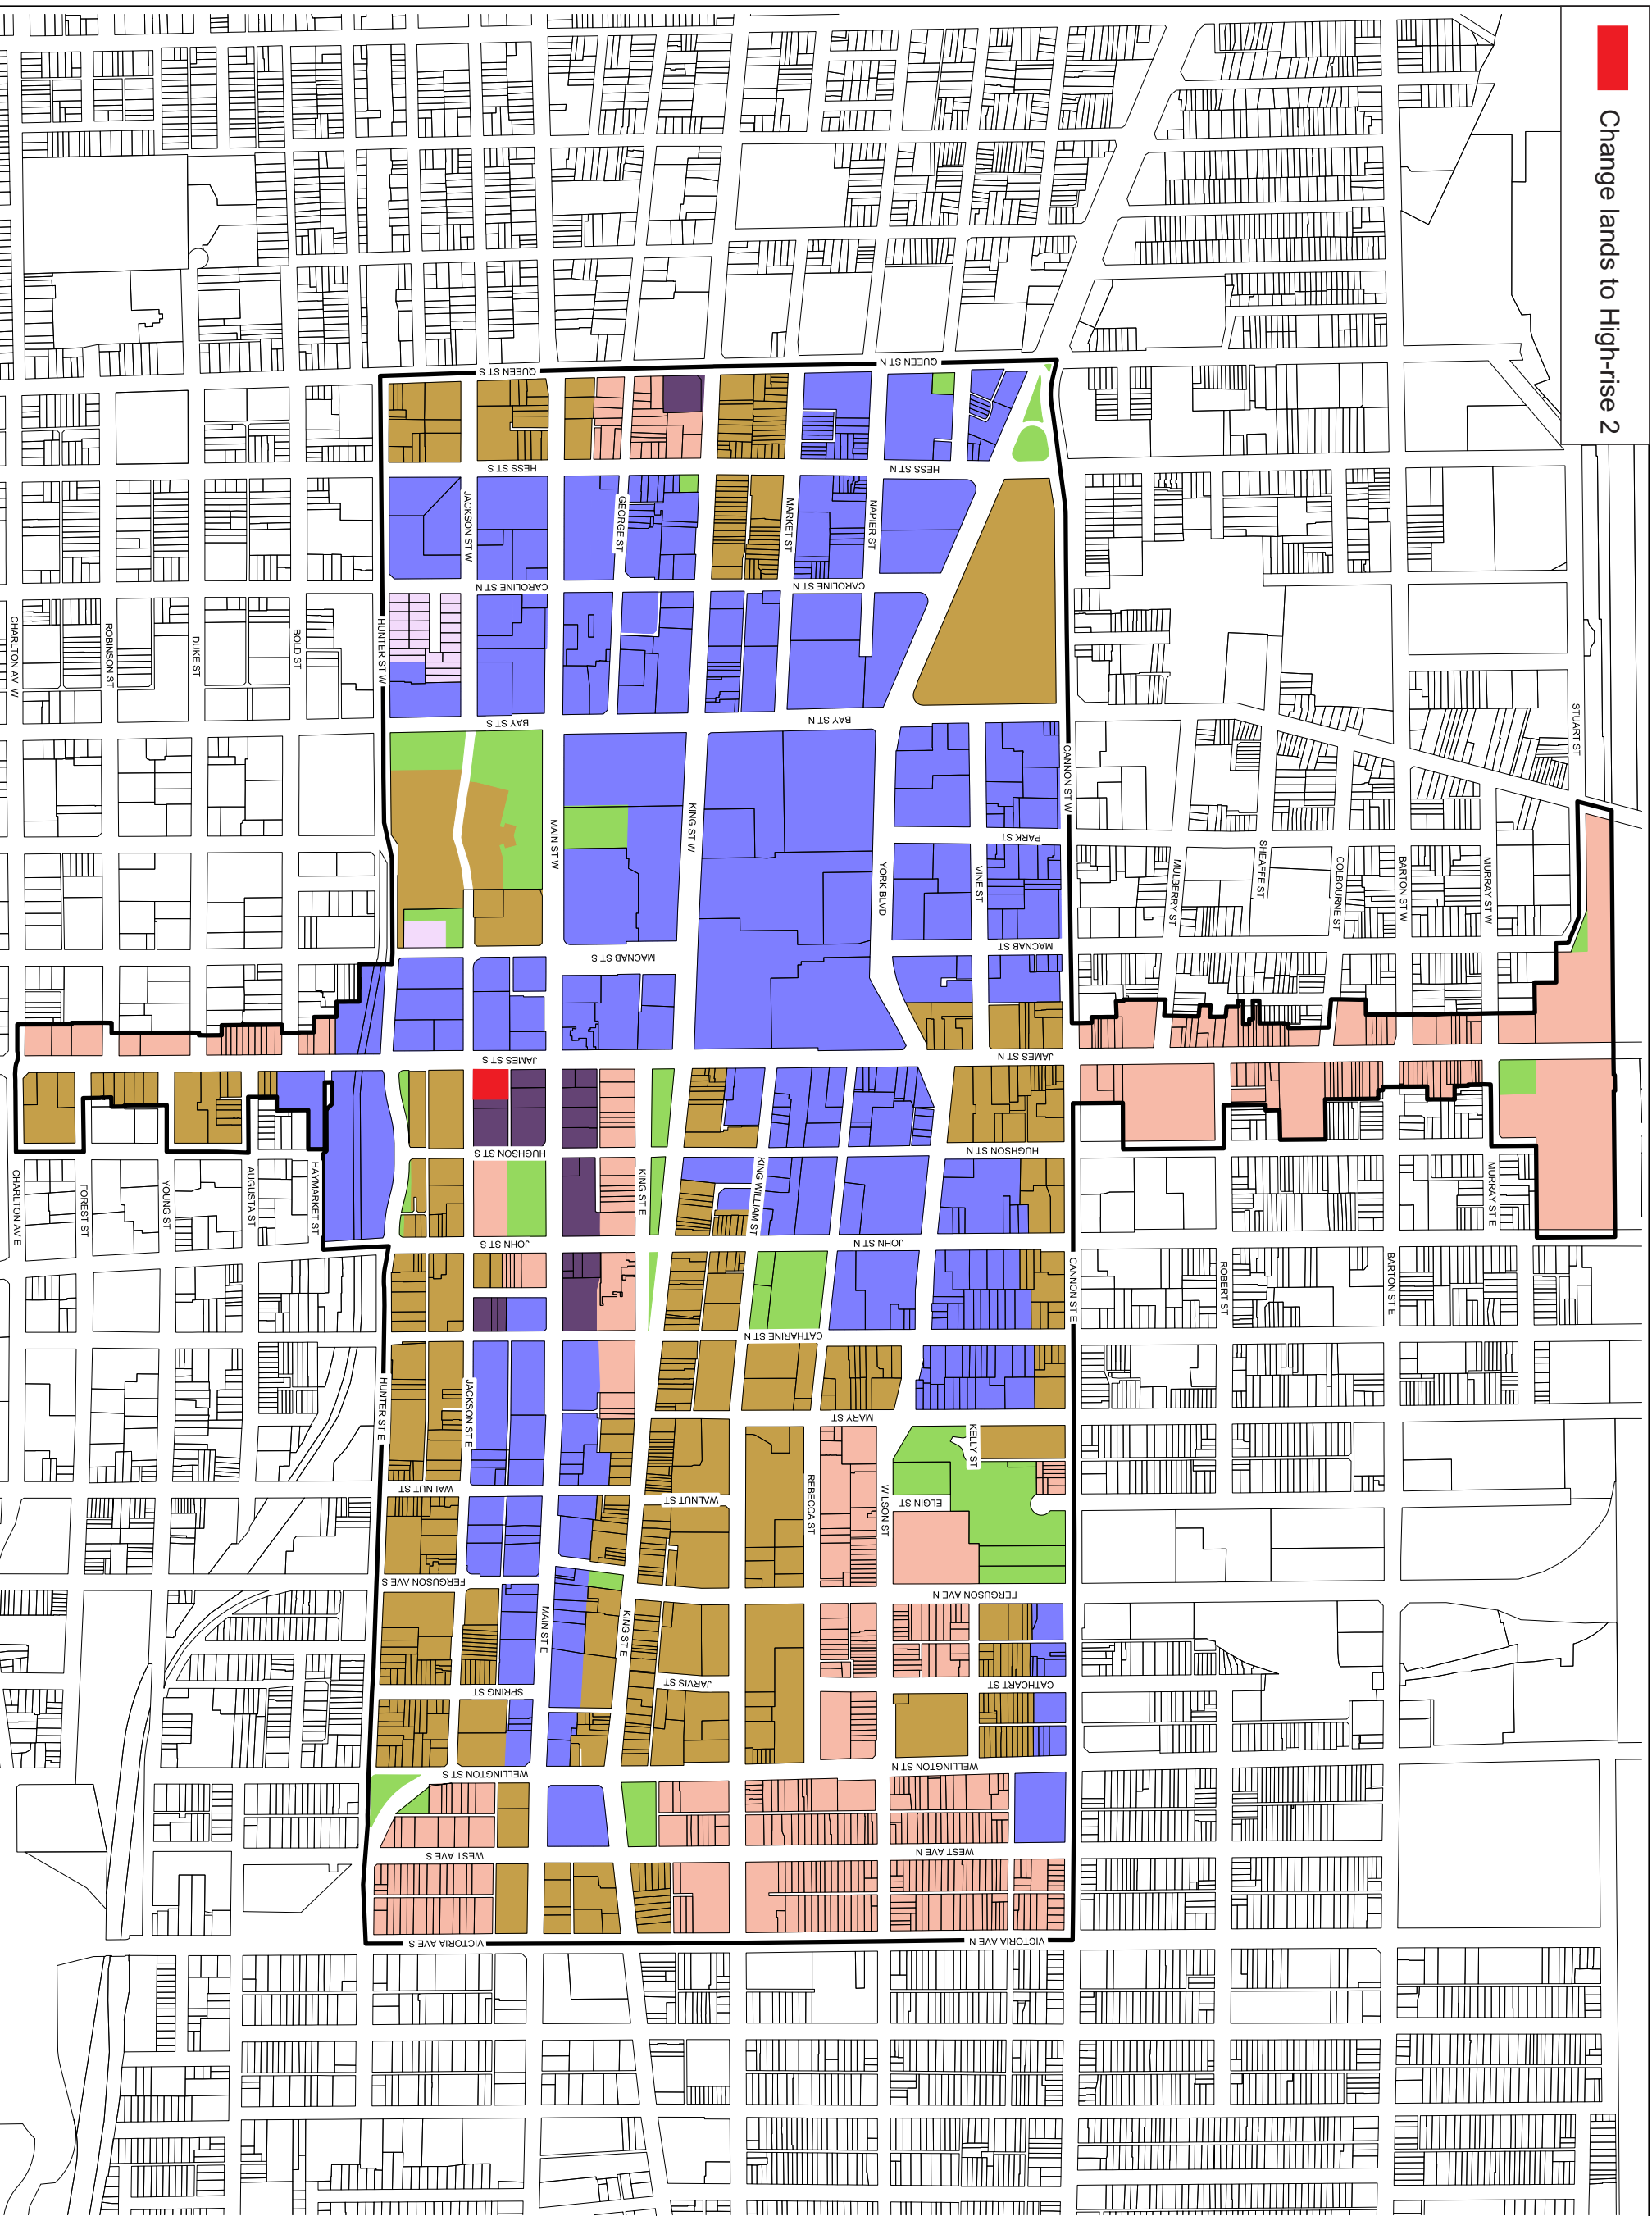 Change lands to High-rise 2
QUEEN ST S
QUEEN ST N
HESS ST S
HESS ST N
JACKSON ST W
GEORGE ST
MARKET ST
NAPIER ST
CAROLINE ST N
CAROLINE ST N
CHARLTON AV W
ROBINSON ST
DUKE ST
BOLD ST
HUNTER ST W
BAY ST S
BAY ST N
STUART ST
CANNON ST W
MAIN ST W
KING ST W
PARK ST
YORK BLVD
VINE ST
MULBERRY ST
SHEAFFE ST
COLBOURNE ST
BARTON ST W
MURRAY ST W
MACNAB ST N
MACNAB ST S
JAMES ST S
JAMES ST N
HUGHSON ST S
HUGHSON ST N
CHARLTON AV E
FOREST ST
YOUNG ST
AUGUSTA ST
HAYMARKET ST
KING ST E
KING WILLIAM ST
MURRAY ST E
JOHN ST S
JOHN ST N
CANNON ST E
ROBERT ST
BARTON ST E
CATHARINE ST N
HUNTER ST E
JACKSON ST E
MARY ST
KELLY ST
WALNUT ST
WALNUT ST
REBECCA ST
WILSON ST
ELGIN ST
FERGUSON AVE S
FERGUSON AVE N
MAIN ST E
KING ST E
SPRING ST
JARVIS ST
CATHCART ST
WELLINGTON ST S
WELLINGTON ST N
WEST AVE S
WEST AVE N
VICTORIA AVE S
VICTORIA AVE N